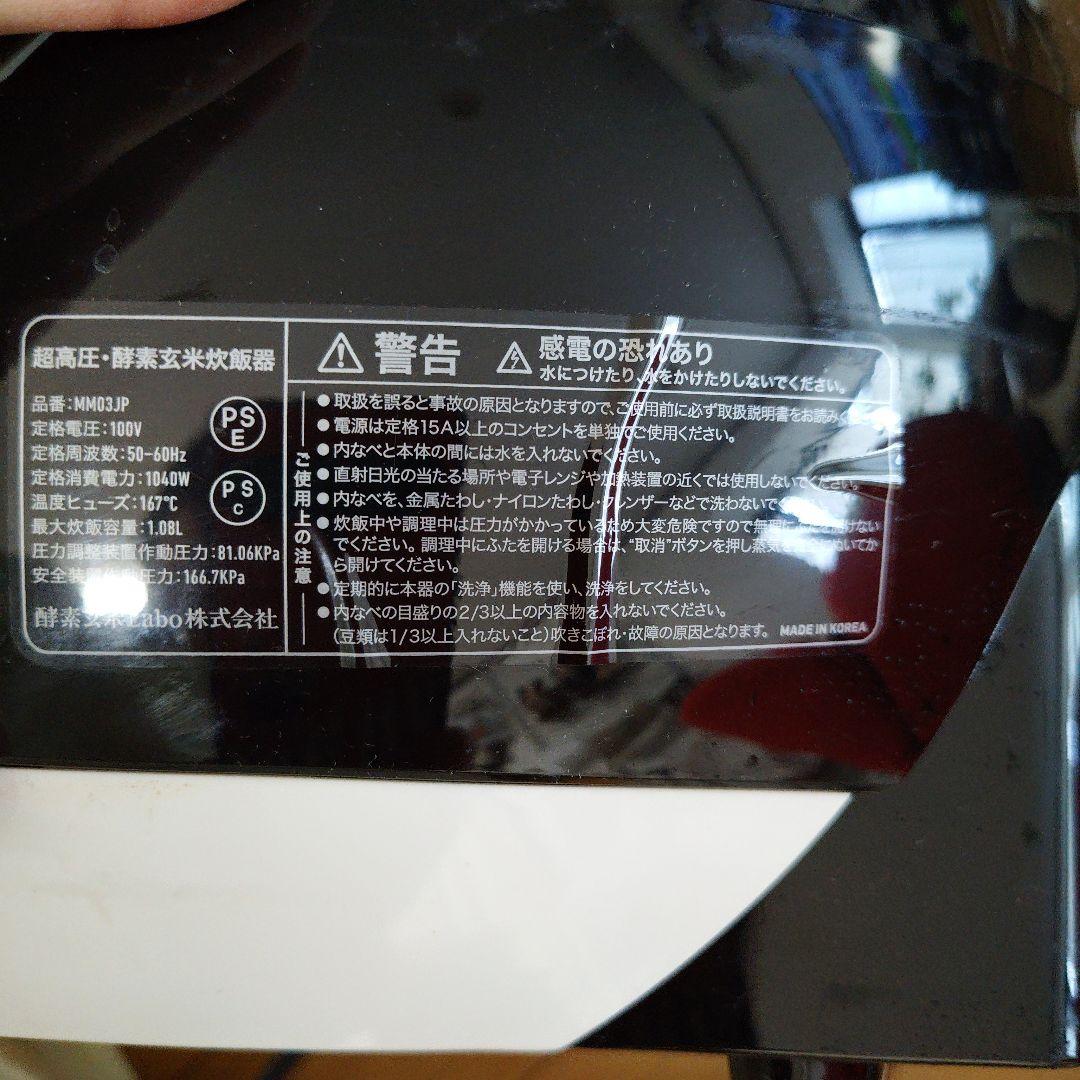 超高圧・酵素玄米炊飯器
品番:MM03JP
定格電圧:100V
定格周波数:50-60Hz
定格消費電力:1040W
温度ヒューズ:167℃
最大炊飯容量:1.08L
圧力調整装置作動圧力:81.06KPa
安全装置作動圧力:166.7KPa
酵素玄米Labo株式会社
PS
E
PS
C
警告
感電の恐れあり
水につけたり、水をかけたりしないでください。
ご使用上の注意
●取扱を誤ると事故の原因となりますので、ご使用前に必ず取扱説明書をお読み
●電源は定格15A以上のコンセントを単独でご使用ください。
●内なべと本体の間には水を入れないでください。
●直射日光の当たる場所や電子レンジや加熱装置の近くでは使用しないでください。
●内なべを、金属たわし・ナイロンたわし・クレンザーなどで洗わないで
●炊飯中や調理中は圧力がかかっているため大変危険ですので無理に
でください。調理中にふたを開ける場合は、“取消”ボタンを押し蒸気を
ら開けてください。
●定期的に本器の「洗浄」機能を使い、洗浄をしてください。
●内なべの目盛りの2/3以上の内容物を入れないでください。
(豆類は1/3以上入れないこと)吹きこぼれ・故障の原因となります。 MADE IN KOREA